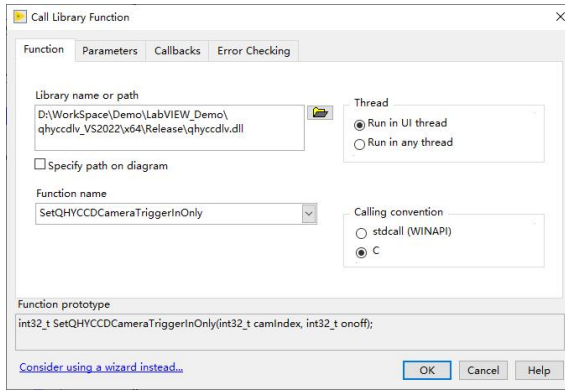 Call Library Function
Function
Parameters
Callbacks
Error Checking
Library name or path
D:\WorkSpace\Demo\LabVIEW_Demo\
qhyccdlv_VS2022\x64\Release\qhyccdlv.dll
Thread
Run in UI thread
Run in any thread
Specify path on diagram
Function name
SetQHYCCDCameraTriggerInOnly
Calling convention
stdcall (WINAPI)
C
Function prototype
int32_t SetQHYCCDCameraTriggerInOnly(int32_t camIndex, int32_t onoff);
Consider using a wizard instead...
OK
Cancel
Help